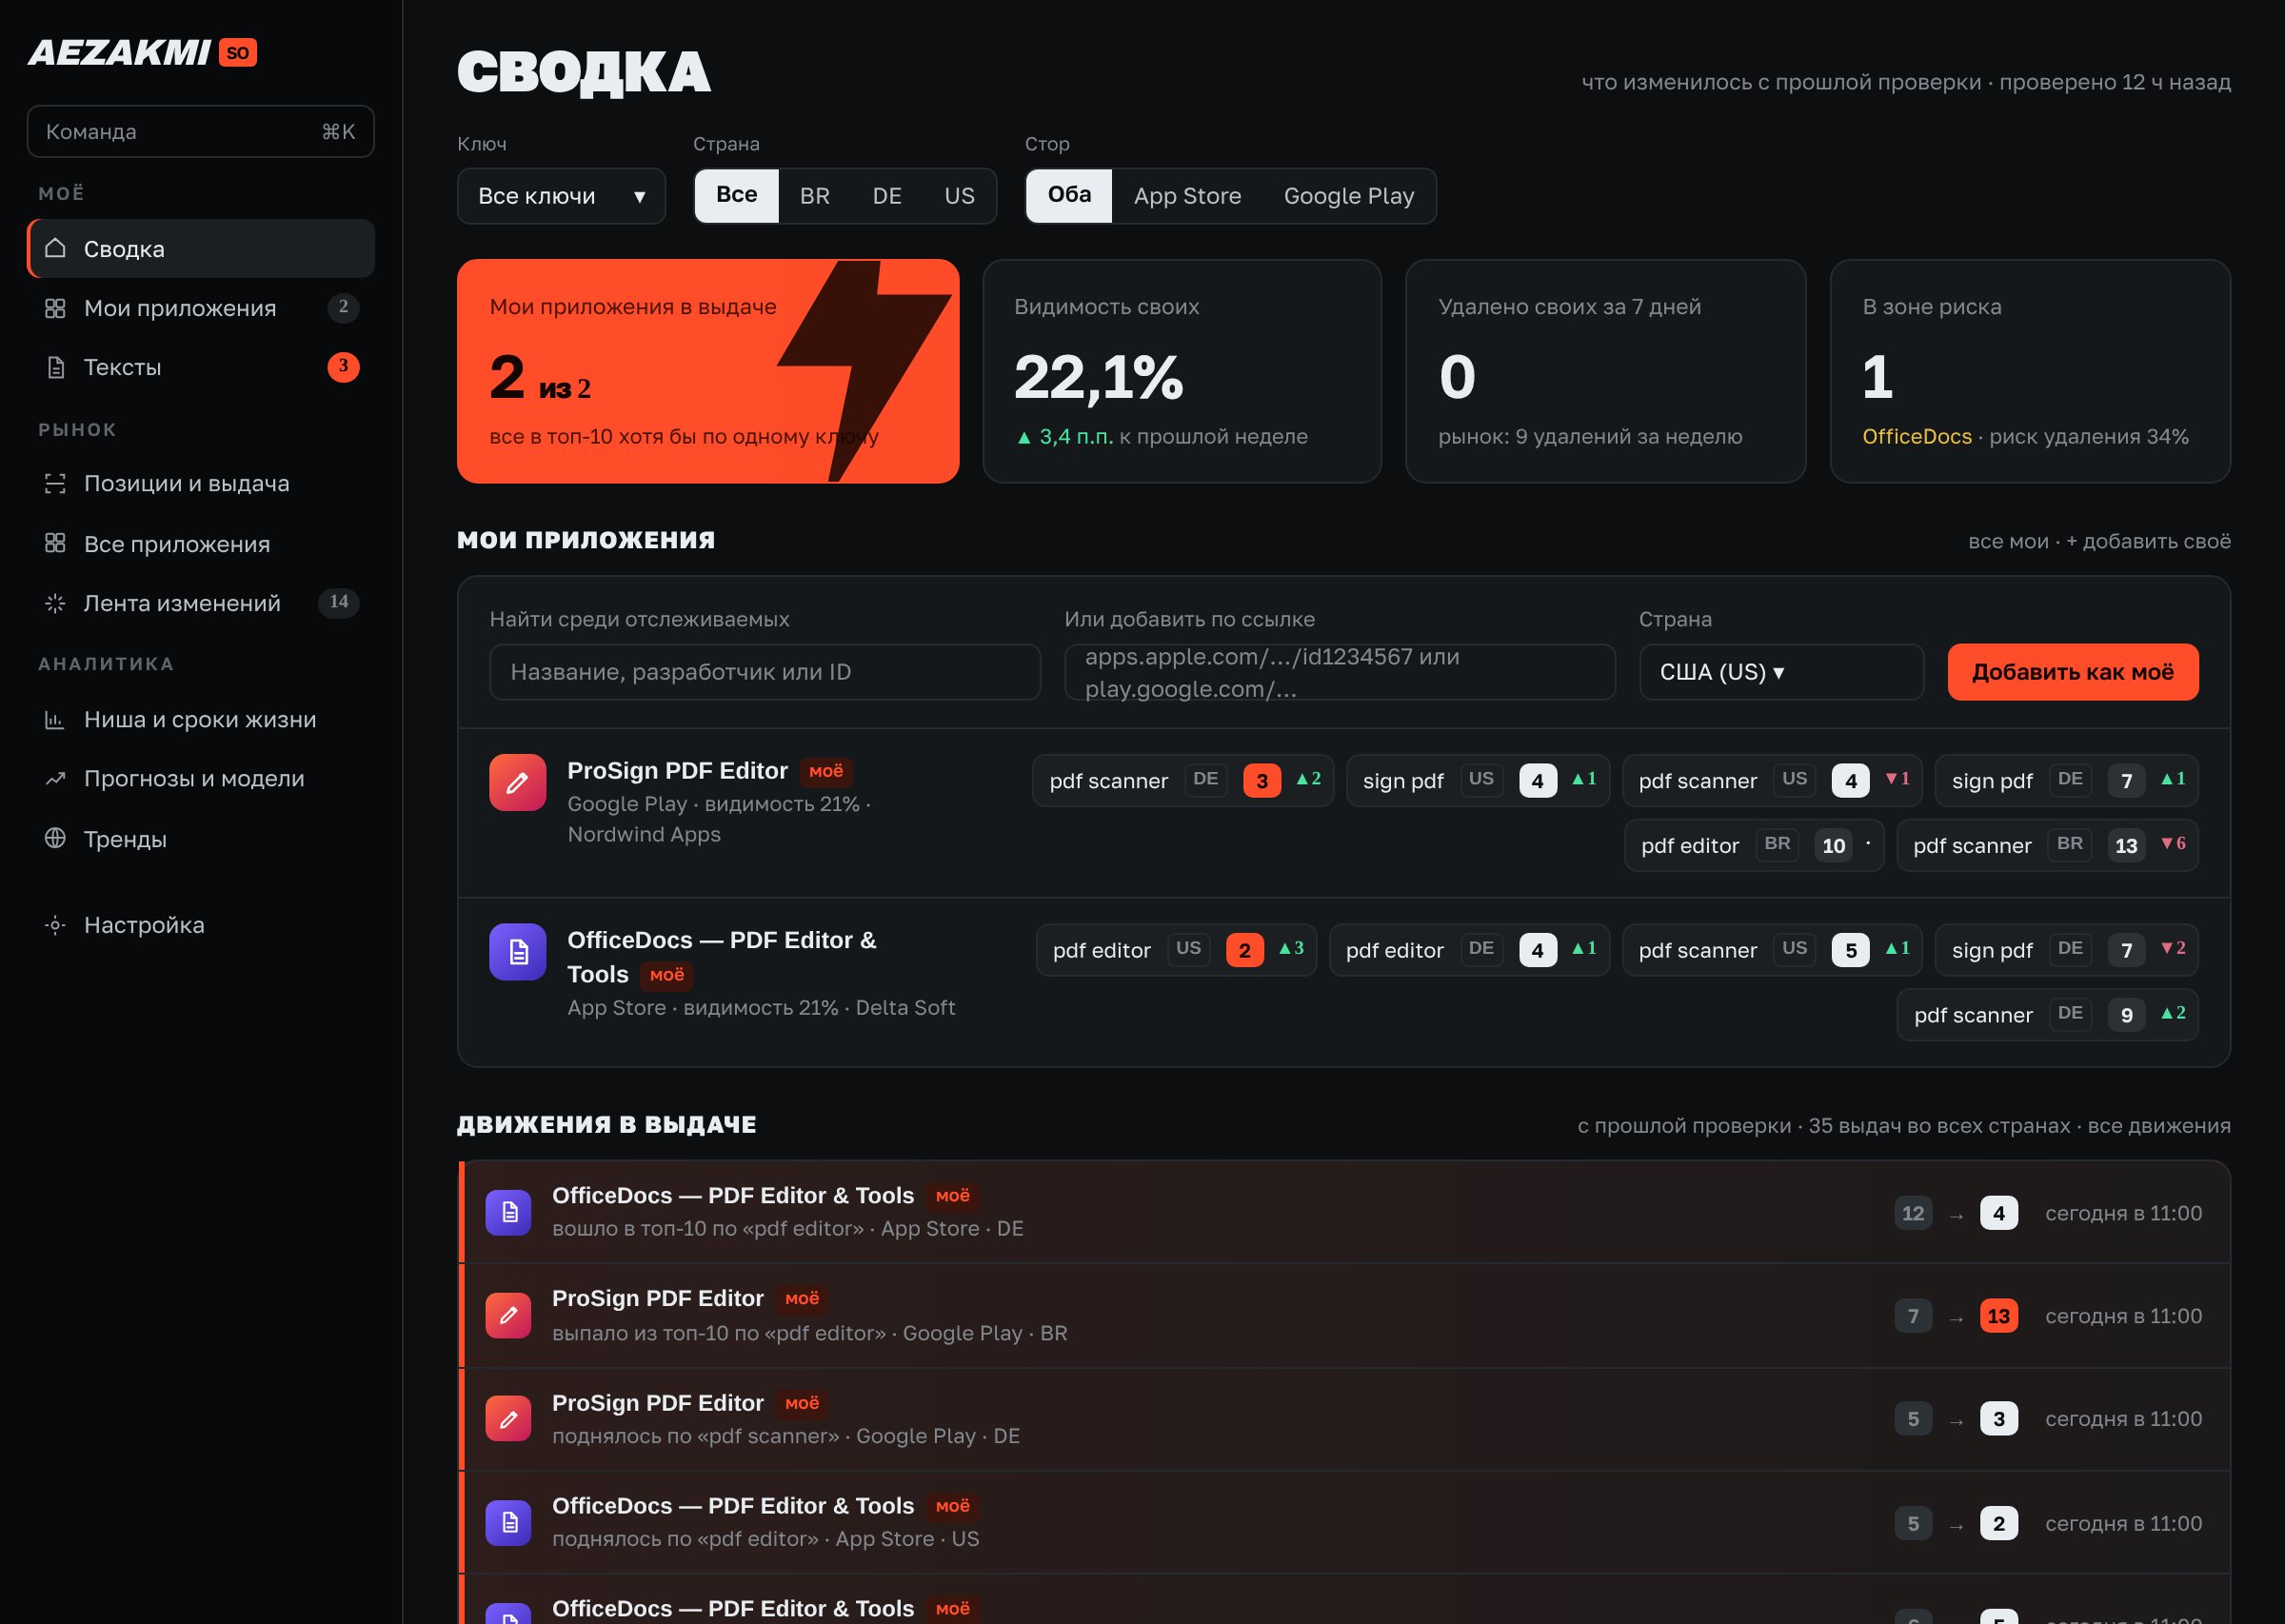 AEZAKMI SO
Команда ⌘K
МОЁ
Сводка
Мои приложения 2
Тексты 3
РЫНОК
Позиции и выдача
Все приложения
Лента изменений 14
АНАЛИТИКА
Ниша и сроки жизни
Прогнозы и модели
Тренды
Настройка
СВОДКА
что изменилось с прошлой проверки · проверено 12 ч назад
Ключ Страна Стор
Все ключи ▾ Все BR DE US Оба App Store Google Play
Мои приложения в выдаче
2 из 2
все в топ-10 хотя бы по одному ключу
Видимость своих
22,1%
▲ 3,4 п.п. к прошлой неделе
Удалено своих за 7 дней
0
рынок: 9 удалений за неделю
В зоне риска
1
OfficeDocs · риск удаления 34%
МОИ ПРИЛОЖЕНИЯ
все мои · + добавить своё
Найти среди отслеживаемых
Название, разработчик или ID
Или добавить по ссылке
apps.apple.com/…/id1234567 или
play.google.com/…
Страна
США (US) ▾
Добавить как моё
ProSign PDF Editor моё
Google Play · видимость 21% ·
Nordwind Apps
pdf scanner DE 3 ▲2 sign pdf US 4 ▲1 pdf scanner US 4 ▼1 sign pdf DE 7 ▲1
pdf editor BR 10 · pdf scanner BR 13 ▼6
OfficeDocs — PDF Editor &
Tools моё
App Store · видимость 21% · Delta Soft
pdf editor US 2 ▲3 pdf editor DE 4 ▲1 pdf scanner US 5 ▲1 sign pdf DE 7 ▼2
pdf scanner DE 9 ▲2
ДВИЖЕНИЯ В ВЫДАЧЕ
с прошлой проверки · 35 выдач во всех странах · все движения
OfficeDocs — PDF Editor & Tools моё
вошло в топ-10 по «pdf editor» · App Store · DE
12 → 4 сегодня в 11:00
ProSign PDF Editor моё
выпало из топ-10 по «pdf editor» · Google Play · BR
7 → 13 сегодня в 11:00
ProSign PDF Editor моё
поднялось по «pdf scanner» · Google Play · DE
5 → 3 сегодня в 11:00
OfficeDocs — PDF Editor & Tools моё
поднялось по «pdf editor» · App Store · US
5 → 2 сегодня в 11:00
OfficeDocs — PDF Editor & Tools моё